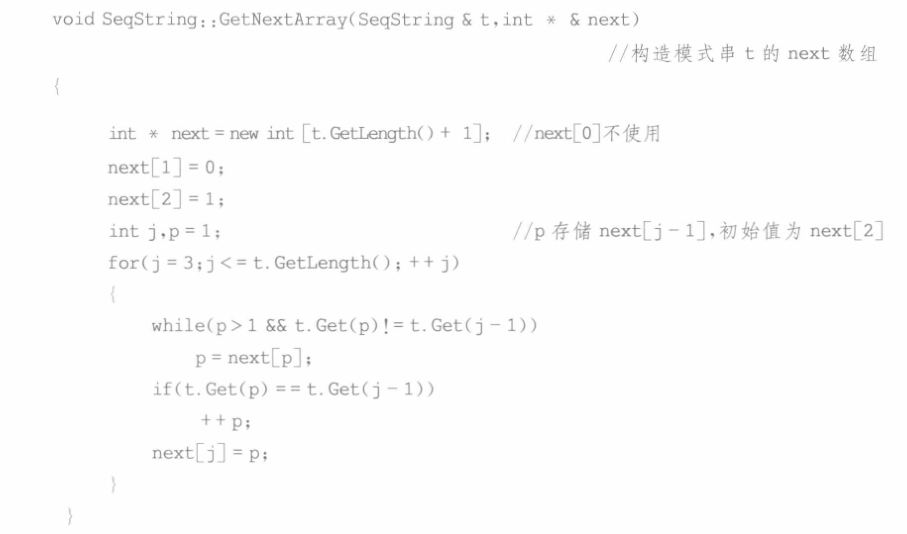 void SeqString::GetNextArray(SeqString & t,int * & next)
//构造模式串 t 的 next 数组
{
int * next = new int [t.GetLength() + 1]; //next[0]不使用
next[1] = 0;
next[2] = 1;
int j,p = 1; //p 存储 next[j-1],初始值为 next[2]
for(j = 3;j <= t.GetLength(); ++ j)
{
while(p > 1 && t.Get(p) != t.Get(j-1))
p = next[p];
if(t.Get(p) == t.Get(j-1))
++ p;
next[j] = p;
}
}